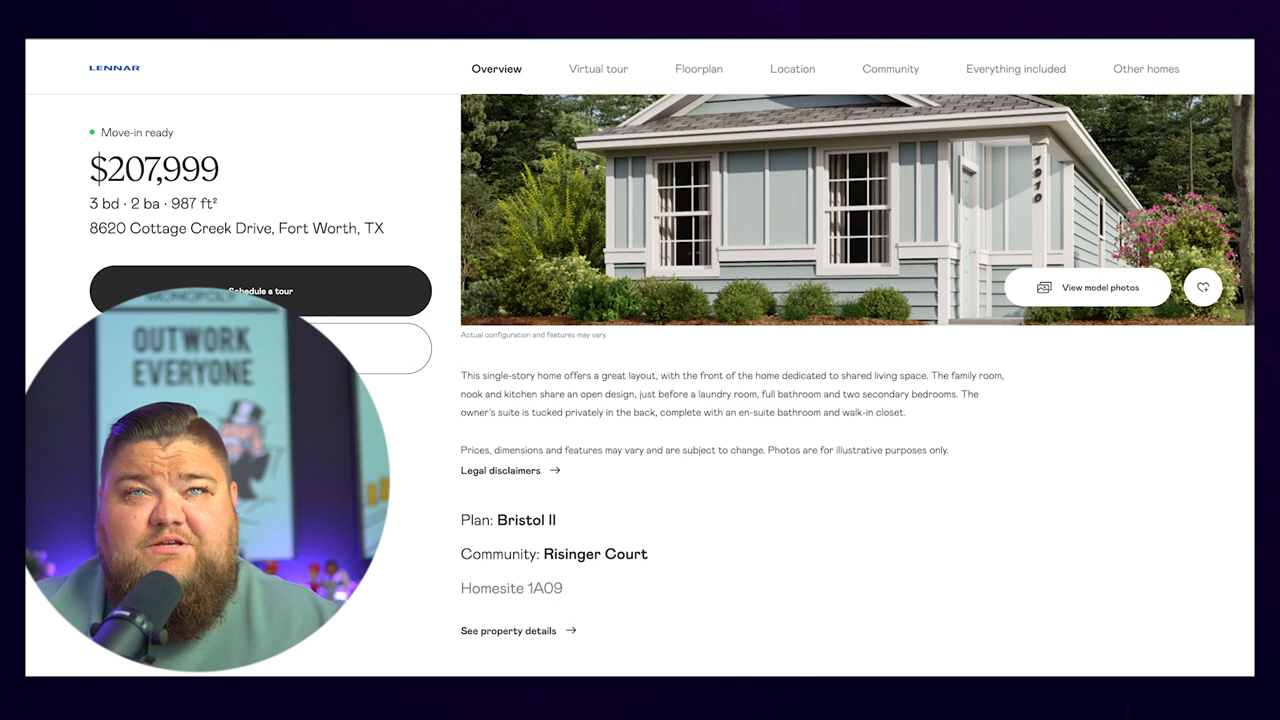 LENNAR
Overview
Virtual tour
Floorplan
Location
Community
Everything included
Other homes
Move-in ready
$207,999
3 bd · 2 ba · 987 ft²
8620 Cottage Creek Drive, Fort Worth, TX
Schedule a tour
1910
View model photos
Actual configuration and features may vary.
This single-story home offers a great layout, with the front of the home dedicated to shared living space. The family room,
nook and kitchen share an open design, just before a laundry room, full bathroom and two secondary bedrooms. The
owner's suite is tucked privately in the back, complete with an en-suite bathroom and walk-in closet.
Prices, dimensions and features may vary and are subject to change. Photos are for illustrative purposes only.
Legal disclaimers
Plan: Bristol II
Community: Risinger Court
Homesite 1A09
See property details
MONOPOLY
OUTWORK
EVERYONE